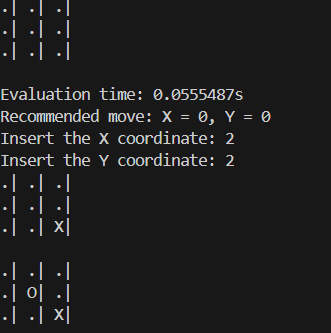 .| .| .|
.| .| .|
.| .| .|
Evaluation time: 0.0555487s
Recommended move: X = 0, Y = 0
Insert the X coordinate: 2
Insert the Y coordinate: 2
.| .| .|
.| .| .|
.| .| X|
.| .| .|
.| O| .|
.| .| X|